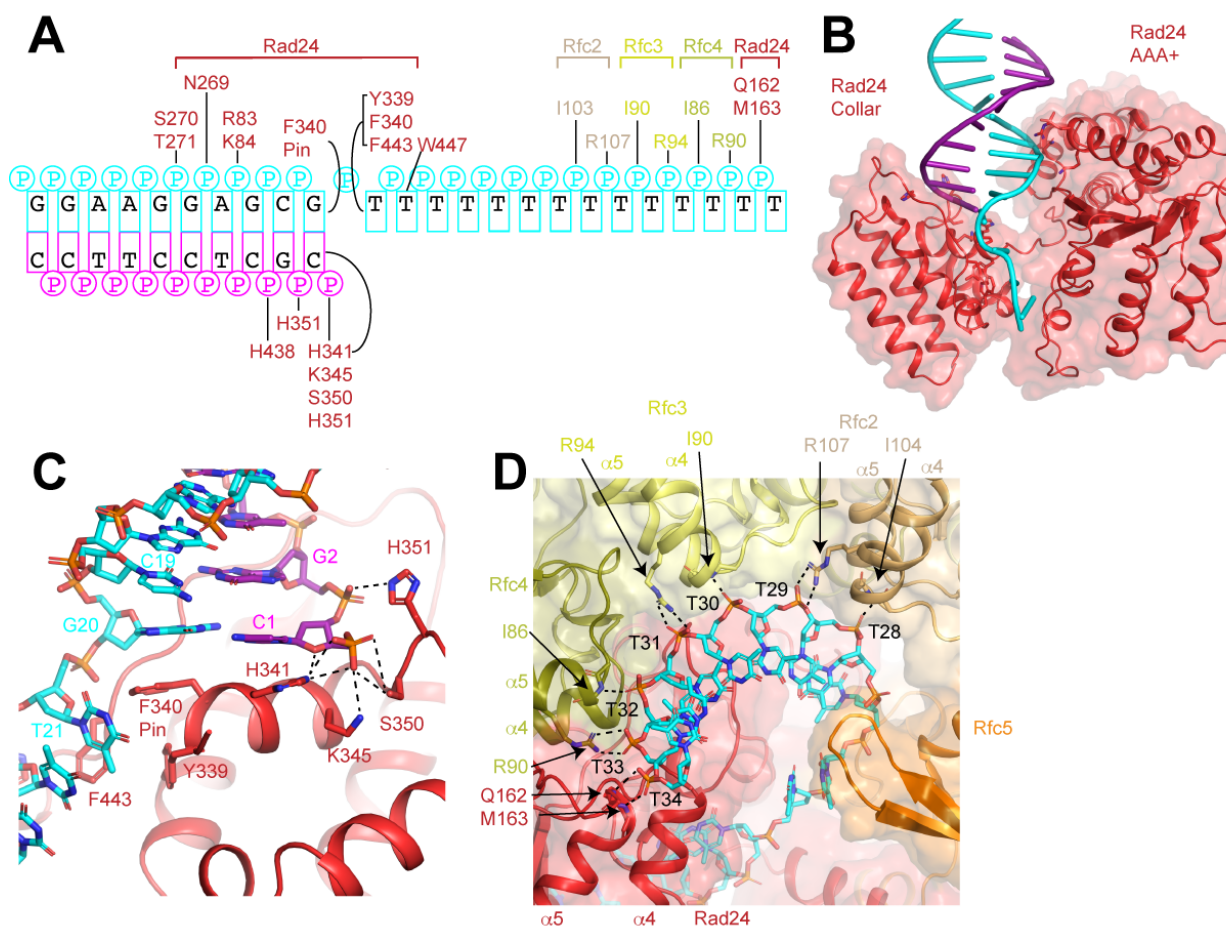 A
Rad24
Rfc2 Rfc3 Rfc4 Rad24
N269
Q162
Y339
S270 R83 F340 F340 I103 I90 I86 M163
T271 K84 Pin F443 W447 R107 R94 R90
P P P P P P P P P P P P P P P P P P P P P P P P
G G A A G G A G C G T T T T T T T T T T T T T T
C C T T C C T C G C
P P P P P P P P P P
H351
H438 H341
K345
S350
H351
B
Rad24
AAA+
Rad24
Collar
C
H351
G2
C19
G20
C1
H341
F340
Pin
T21
S350
K345
Y339
F443
D
Rfc3
Rfc2
R94 I90 R107 I104
α5 α4 α5 α4
Rfc4
I86
T30 T29
T31 T28
α5
T32
α4
Rfc5
R90
T33
Q162
T34
M163
α5 α4 Rad24